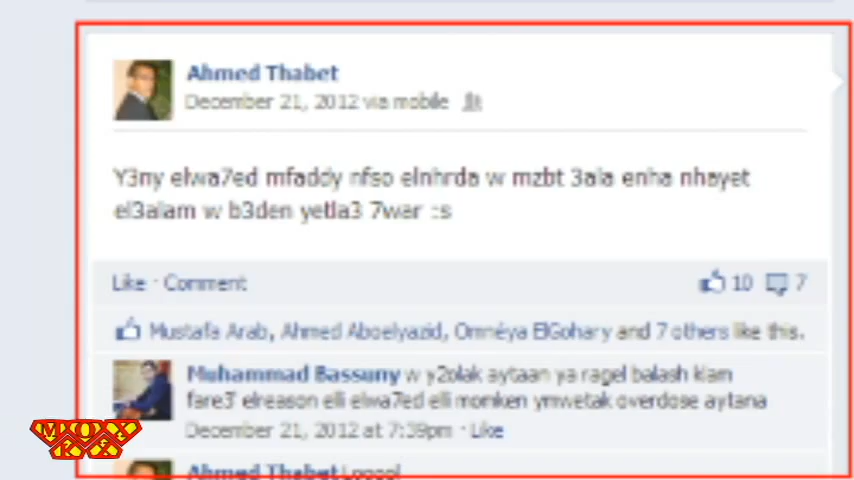 Ahmed Thabet
December 21, 2012 via mobile
Y3ny elwa7ed mfaddy nfso elnhrda w mzbt 3ala enha nhayet
el3alam w b3den yetla3 7war :s
Like · Comment 10 7
Mustafa Arab, Ahmed Aboelyazid, Omnéya ElGohary and 7 others like this.
Muhammad Bassuny w y2olak aytaan ya ragel balash klam
fare3' elreason elli elwa7ed elli momken ymwetak overdose aytana
December 21, 2012 at 7:39pm · Like
MOXX
Ahmed Thabet